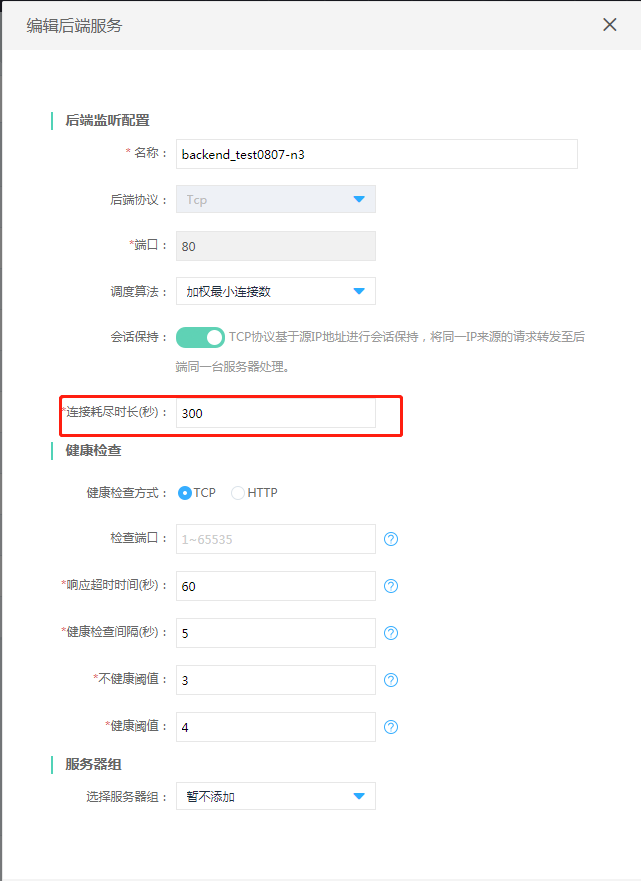 编辑后端服务
后端监听配置
* 名称： backend_test0807-n3
后端协议： Tcp
*端口： 80
调度算法： 加权最小连接数
会话保持： TCP协议基于源IP地址进行会话保持，将同一IP来源的请求转发至后
端同一台服务器处理。
*连接耗尽时长(秒)： 300
健康检查
健康检查方式： TCP HTTP
检查端口： 1~65535 ?
*响应超时时间(秒)： 60 ?
*健康检查间隔(秒)： 5 ?
*不健康阈值： 3 ?
*健康阈值： 4 ?
服务器组
选择服务器组： 暂不添加